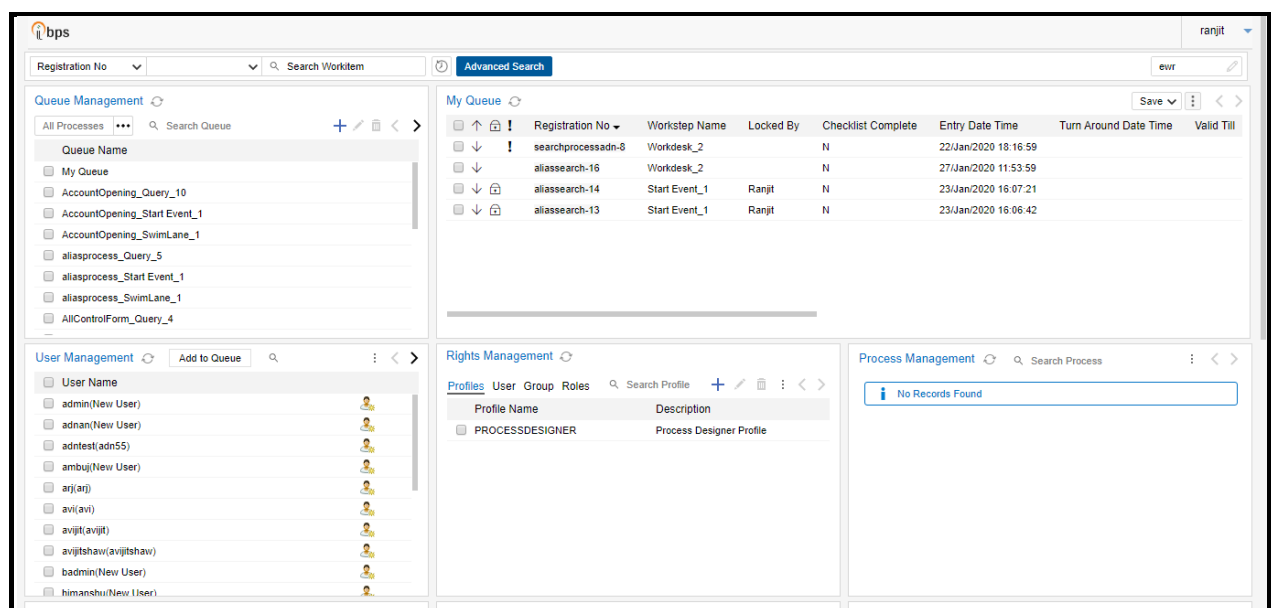 ibps
ranjit
Registration No
Search Workitem
Advanced Search
ewr
Queue Management
All Processes
Search Queue
Queue Name
My Queue
AccountOpening_Query_10
AccountOpening_Start Event_1
AccountOpening_SwimLane_1
aliasprocess_Query_5
aliasprocess_Start Event_1
aliasprocess_SwimLane_1
AllControlForm_Query_4
My Queue
Save
Registration No Workstep Name Locked By Checklist Complete Entry Date Time Turn Around Date Time Valid Till
! searchprocessadn-8 Workdesk_2 N 22/Jan/2020 18:16:59
aliassearch-16 Workdesk_2 N 27/Jan/2020 11:53:59
aliassearch-14 Start Event_1 Ranjit N 23/Jan/2020 16:07:21
aliassearch-13 Start Event_1 Ranjit N 23/Jan/2020 16:06:42
User Management
Add to Queue
User Name
admin(New User)
adnan(New User)
adntest(adn55)
ambuj(New User)
arj(arj)
avi(avi)
avijit(avijit)
avijitshaw(avijitshaw)
badmin(New User)
himanshu(New User)
Rights Management
Profiles User Group Roles Search Profile
Profile Name Description
PROCESSDESIGNER Process Designer Profile
Process Management
Search Process
No Records Found